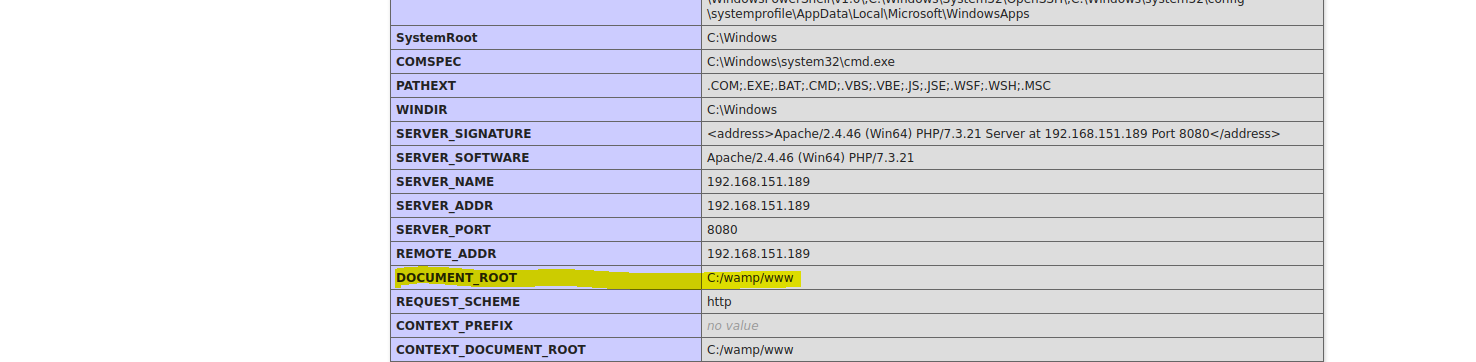 \systemprofile\AppData\Local\Microsoft\WindowsApps
SystemRoot C:\Windows
COMSPEC C:\Windows\system32\cmd.exe
PATHEXT .COM;.EXE;.BAT;.CMD;.VBS;.VBE;.JS;.JSE;.WSF;.WSH;.MSC
WINDIR C:\Windows
SERVER_SIGNATURE <address>Apache/2.4.46 (Win64) PHP/7.3.21 Server at 192.168.151.189 Port 8080</address>
SERVER_SOFTWARE Apache/2.4.46 (Win64) PHP/7.3.21
SERVER_NAME 192.168.151.189
SERVER_ADDR 192.168.151.189
SERVER_PORT 8080
REMOTE_ADDR 192.168.151.189
DOCUMENT_ROOT C:/wamp/www
REQUEST_SCHEME http
CONTEXT_PREFIX no value
CONTEXT_DOCUMENT_ROOT C:/wamp/www